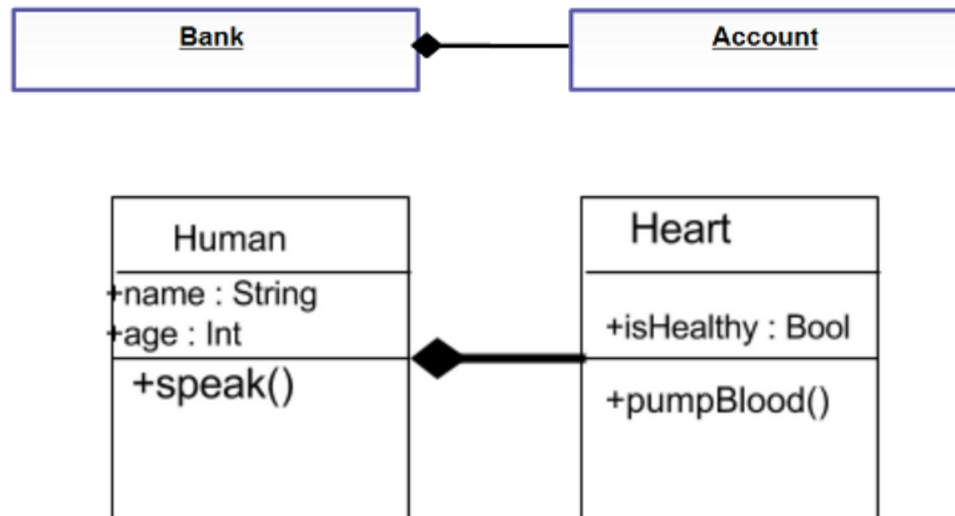 Bank
Account
Human
+name : String
+age : Int
+speak()
Heart
+isHealthy : Bool
+pumpBlood()